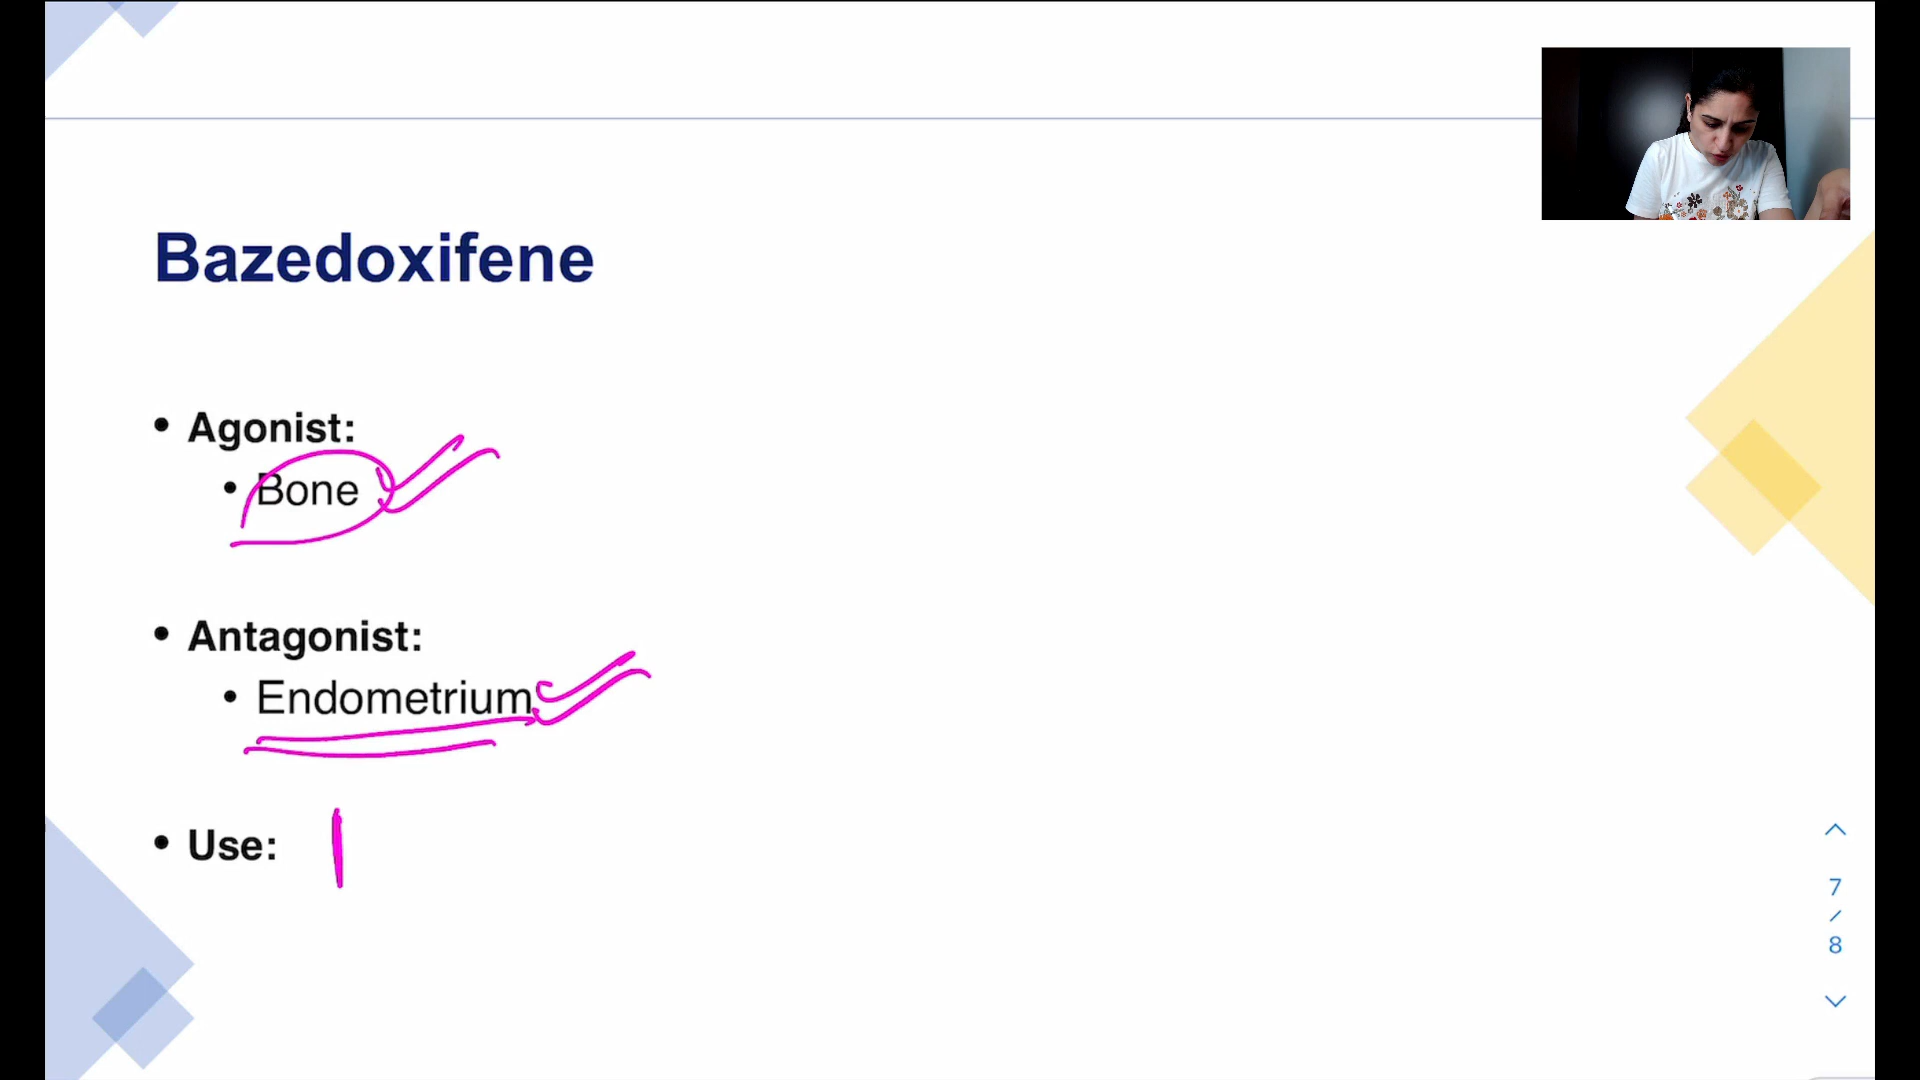 Bazedoxifene
• Agonist:
• Bone
• Antagonist:
• Endometrium
• Use:
7
/
8